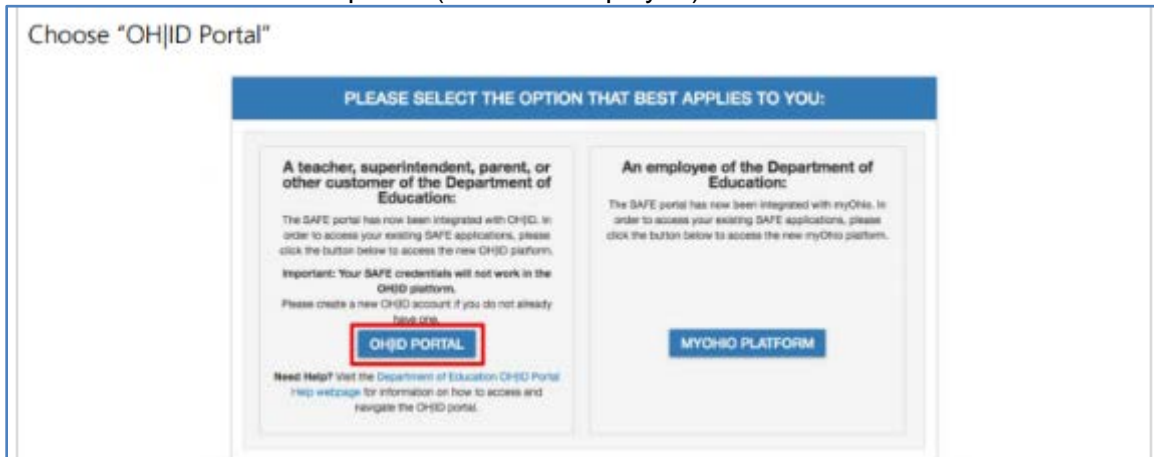 Choose "OH|ID Portal"
PLEASE SELECT THE OPTION THAT BEST APPLIES TO YOU:
A teacher, superintendent, parent, or
other customer of the Department of
Education:
The SAFE portal has now been integrated with OH|ID. In
order to access your existing SAFE applications, please
click the button below to access the new OH|ID platform.
Important: Your SAFE credentials will not work in the
OH|ID platform.
Please create a new OH|ID account if you do not already
have one.
OH|ID PORTAL
Need Help? Visit the Department of Education OH|ID Portal
Help webpage for information on how to access and
navigate the OH|ID portal.
An employee of the Department of
Education:
The SAFE portal has now been integrated with myOhio. In
order to access your existing SAFE applications, please
click the button below to access the new myOhio platform.
MYOHIO PLATFORM